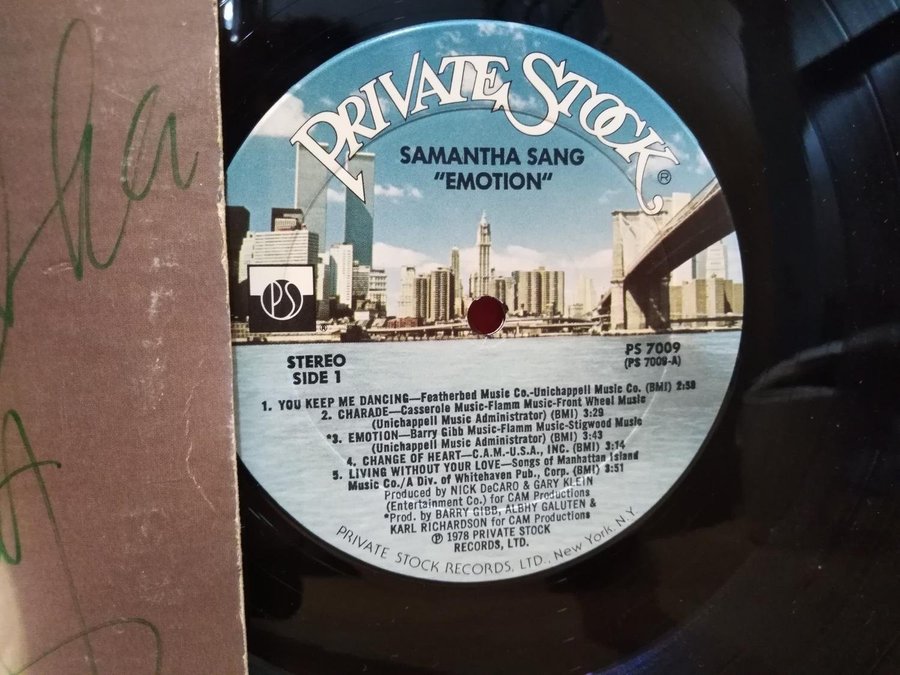 ha
PRIVATE STOCK®
SAMANTHA SANG
"EMOTION"
PS®
STEREO
SIDE 1
PS 7009
(PS 7009-A)
1. YOU KEEP ME DANCING—Featherbed Music Co.-Unichappell Music Co. (BMI) 2:58
2. CHARADE—Casserole Music-Flamm Music-Front Wheel Music
(Unichappell Music Administrator) (BMI) 3:29
*3. EMOTION—Barry Gibb Music-Flamm Music-Stigwood Music
(Unichappell Music Administrator) (BMI) 3:43
4. CHANGE OF HEART—C.A.M.-U.S.A., INC. (BMI) 3:14
5. LIVING WITHOUT YOUR LOVE—Songs of Manhattan Island
Music Co./A Div. of Whitehaven Pub. Corp. (BMI) 3:51
Produced by NICK DeCARO & GARY KLEIN
(Entertainment Co.) for CAM Productions
*Prod. by BARRY GIBB, ALBHY GALUTEN &
KARL RICHARDSON for CAM Productions
℗ 1978 PRIVATE STOCK
RECORDS, LTD.
PRIVATE STOCK RECORDS, LTD., New York, N.Y.